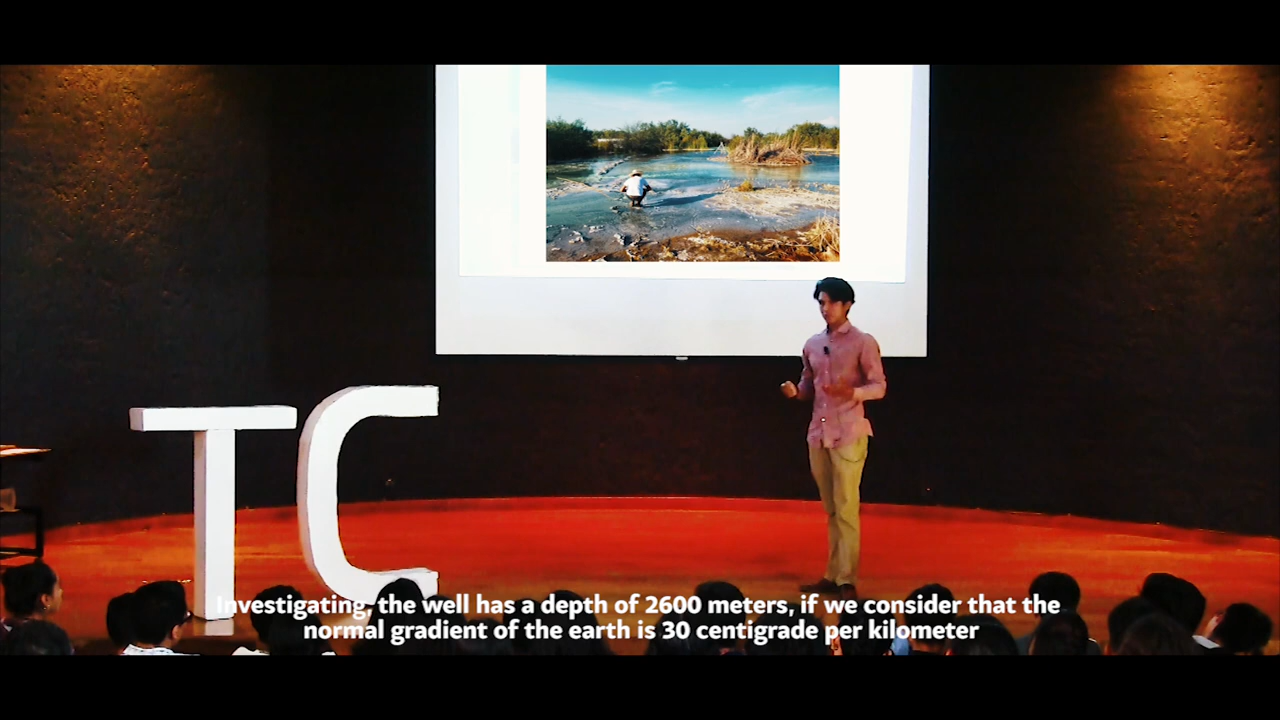 TC
Investigating, the well has a depth of 2600 meters, if we consider that the
normal gradient of the earth is 30 centigrade per kilometer